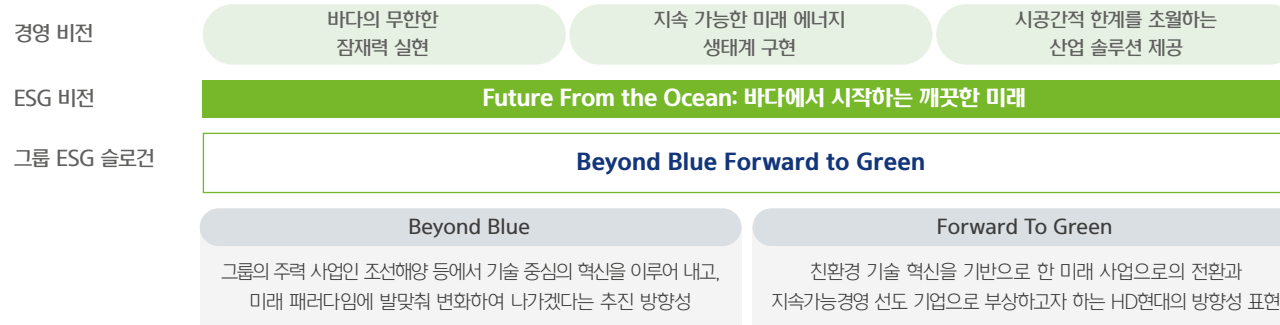 경영 비전
바다의 무한한
잠재력 실현
지속 가능한 미래 에너지
생태계 구현
시공간적 한계를 초월하는
산업 솔루션 제공
ESG 비전
Future From the Ocean: 바다에서 시작하는 깨끗한 미래
그룹 ESG 슬로건
Beyond Blue Forward to Green
Beyond Blue
그룹의 주력 사업인 조선해양 등에서 기술 중심의 혁신을 이루어 내고,
미래 패러다임에 발맞춰 변화하여 나가겠다는 추진 방향성
Forward To Green
친환경 기술 혁신을 기반으로 한 미래 사업으로의 전환과
지속가능경영 선도 기업으로 부상하고자 하는 HD현대의 방향성 표현